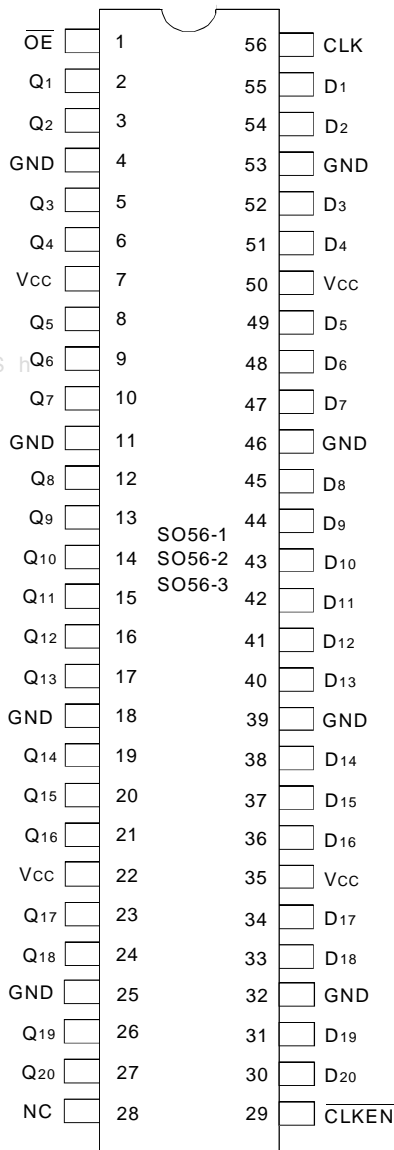 OE 1 56 CLK
Q1 2 55 D1
Q2 3 54 D2
GND 4 53 GND
Q3 5 52 D3
Q4 6 51 D4
VCC 7 50 VCC
Q5 8 49 D5
Q6 9 48 D6
Q7 10 47 D7
GND 11 46 GND
Q8 12 45 D8
Q9 13 44 D9
SO56-1
Q10 14 SO56-2 43 D10
SO56-3
Q11 15 42 D11
Q12 16 41 D12
Q13 17 40 D13
GND 18 39 GND
Q14 19 38 D14
Q15 20 37 D15
Q16 21 36 D16
VCC 22 35 VCC
Q17 23 34 D17
Q18 24 33 D18
GND 25 32 GND
Q19 26 31 D19
Q20 27 30 D20
NC 28 29 CLKEN